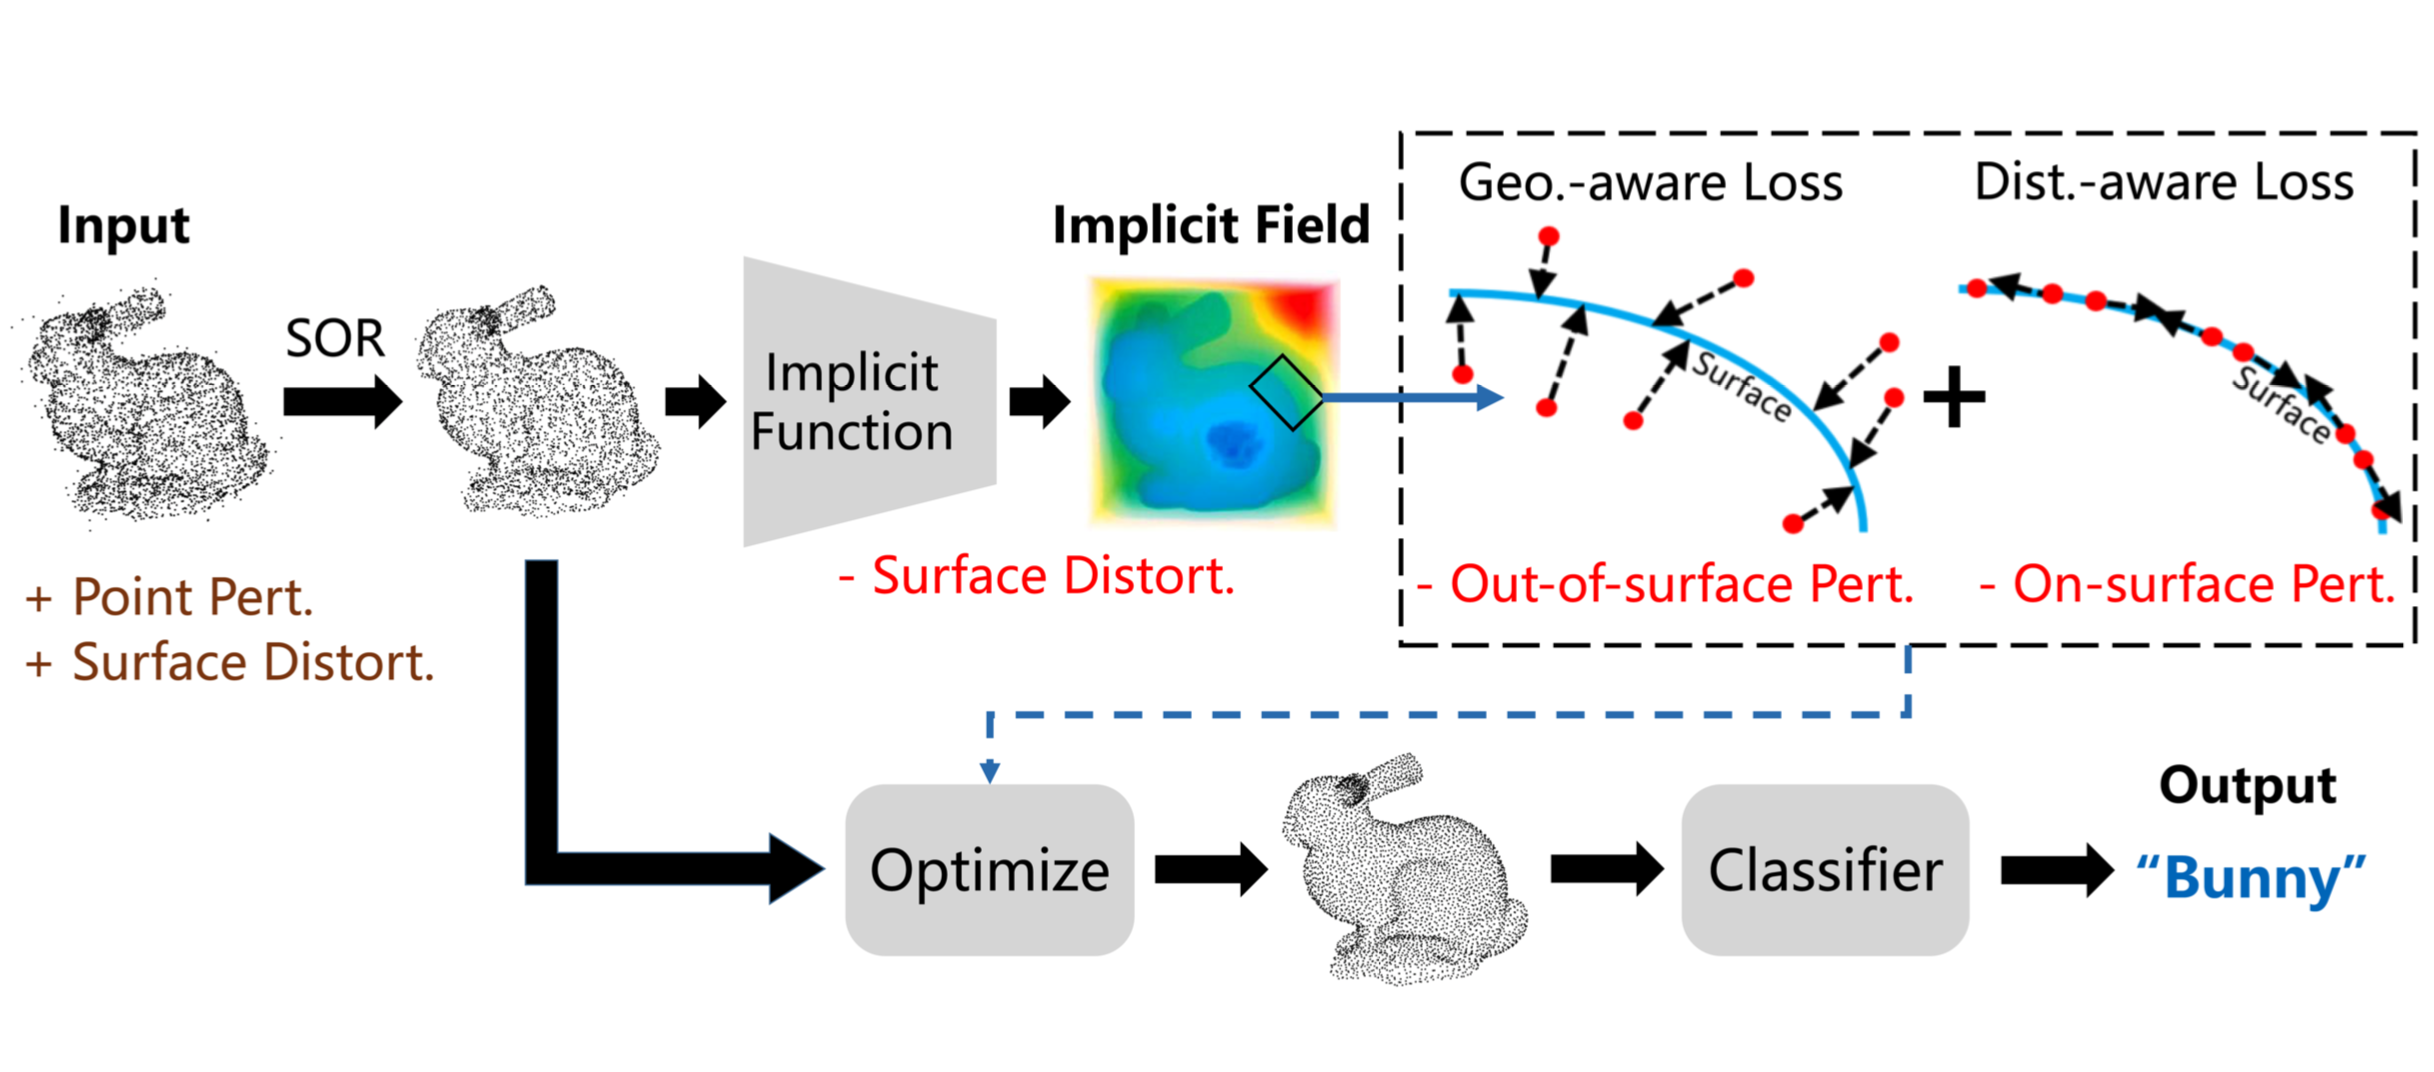 Input
SOR
+ Point Pert.
+ Surface Distort.
Implicit
Function
Implicit Field
- Surface Distort.
Geo.-aware Loss
Surface
- Out-of-surface Pert.
+
Dist.-aware Loss
Surface
- On-surface Pert.
Optimize
Classifier
Output
“Bunny”